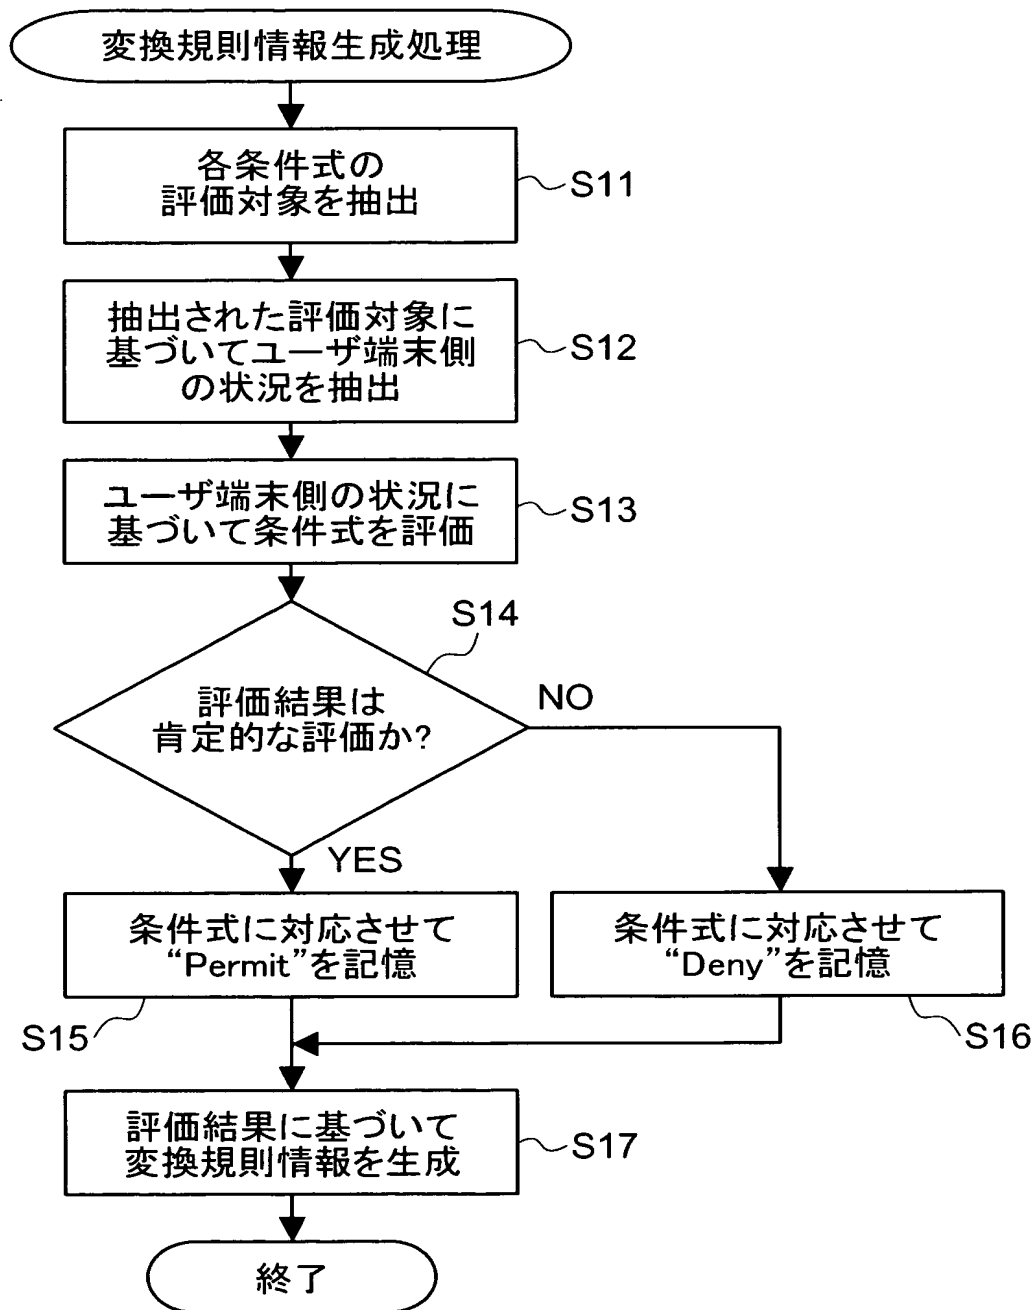 変換規則情報生成処理
各条件式の
評価対象を抽出
S11
抽出された評価対象に
基づいてユーザ端末側
の状況を抽出
S12
ユーザ端末側の状況に
基づいて条件式を評価
S13
S14
評価結果は
肯定的な評価か?
NO
YES
条件式に対応させて
“Permit”を記憶
S15
条件式に対応させて
“Deny”を記憶
S16
評価結果に基づいて
変換規則情報を生成
S17
終了